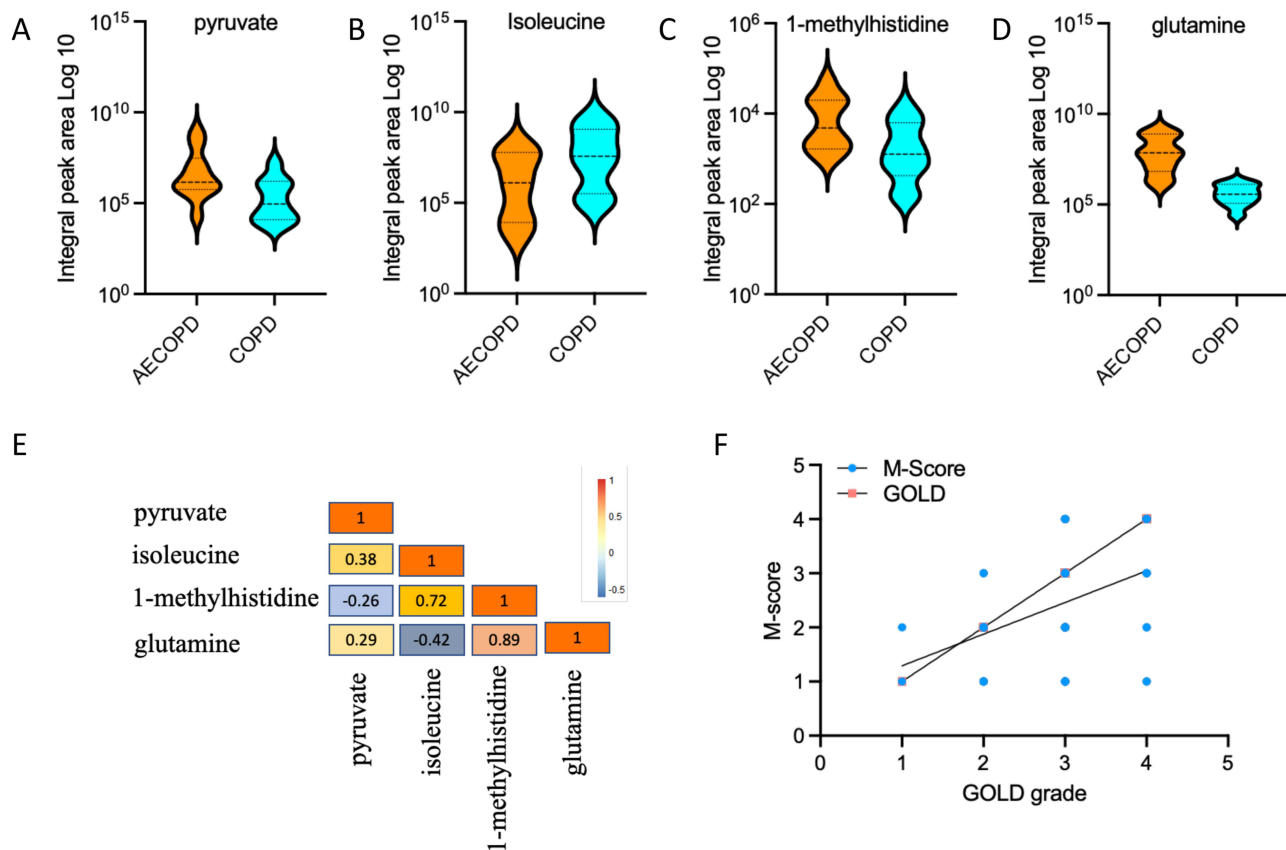 A
pyruvate
Integral peak area Log 10
10^15
10^10
10^5
10^0
AECOPD
COPD
B
Isoleucine
Integral peak area Log 10
10^15
10^10
10^5
10^0
AECOPD
COPD
C
1-methylhistidine
Integral peak area Log 10
10^6
10^4
10^2
10^0
AECOPD
COPD
D
glutamine
Integral peak area Log 10
10^15
10^10
10^5
10^0
AECOPD
COPD
E
1
0.5
0
-0.5
pyruvate 1
isoleucine 0.38 1
1-methylhistidine -0.26 0.72 1
glutamine 0.29 -0.42 0.89 1
pyruvate
isoleucine
1-methylhistidine
glutamine
F
M-Score
GOLD
M-score
5
4
3
2
1
0
0 1 2 3 4 5
GOLD grade